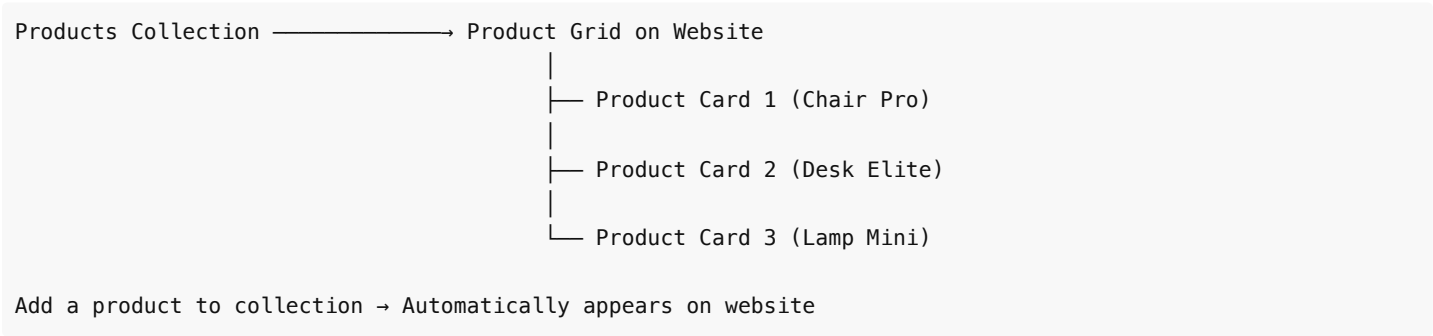 Products Collection ─────────────→ Product Grid on Website
├── Product Card 1 (Chair Pro)
├── Product Card 2 (Desk Elite)
└── Product Card 3 (Lamp Mini)
Add a product to collection → Automatically appears on website